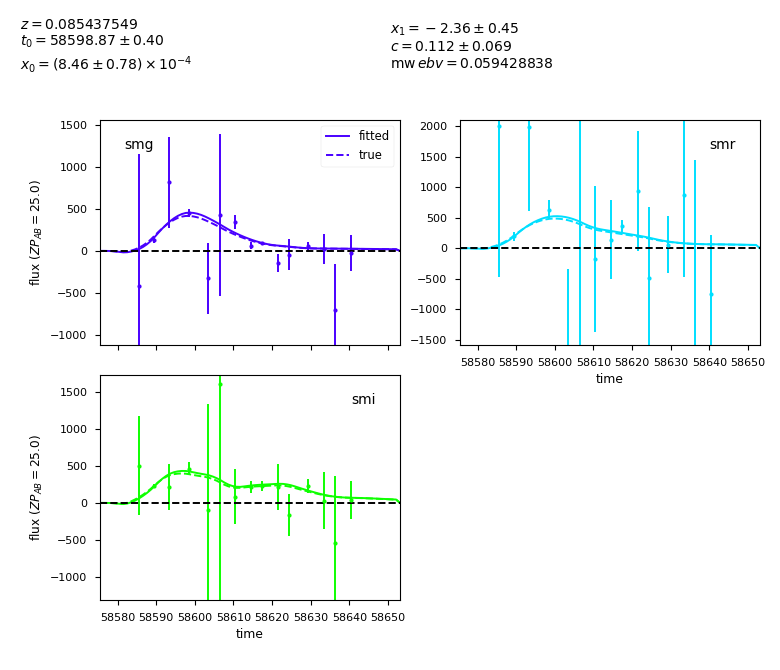 z = 0.085437549
t₀ = 58598.87 ± 0.40
x₀ = (8.46 ± 0.78) × 10⁻⁴
x₁ = −2.36 ± 0.45
c = 0.112 ± 0.069
mw ebv = 0.059428838
smg
fitted
true
1500
1000
500
0
−500
−1000
flux (ZP_AB = 25.0)
smr
2000
1500
1000
500
0
−500
−1000
−1500
58580 58590 58600 58610 58620 58630 58640 58650
time
smi
1500
1000
500
0
−500
−1000
flux (ZP_AB = 25.0)
58580 58590 58600 58610 58620 58630 58640 58650
time